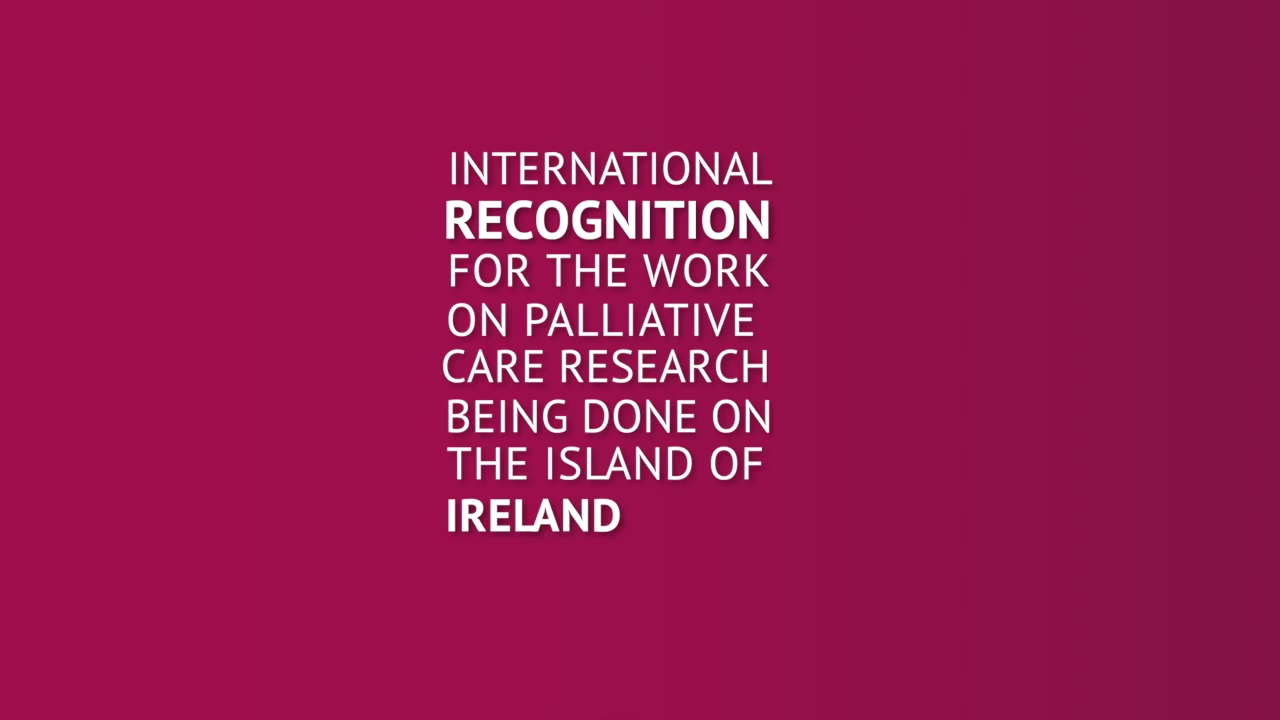 INTERNATIONAL
RECOGNITION
FOR THE WORK
ON PALLIATIVE
CARE RESEARCH
BEING DONE ON
THE ISLAND OF
IRELAND